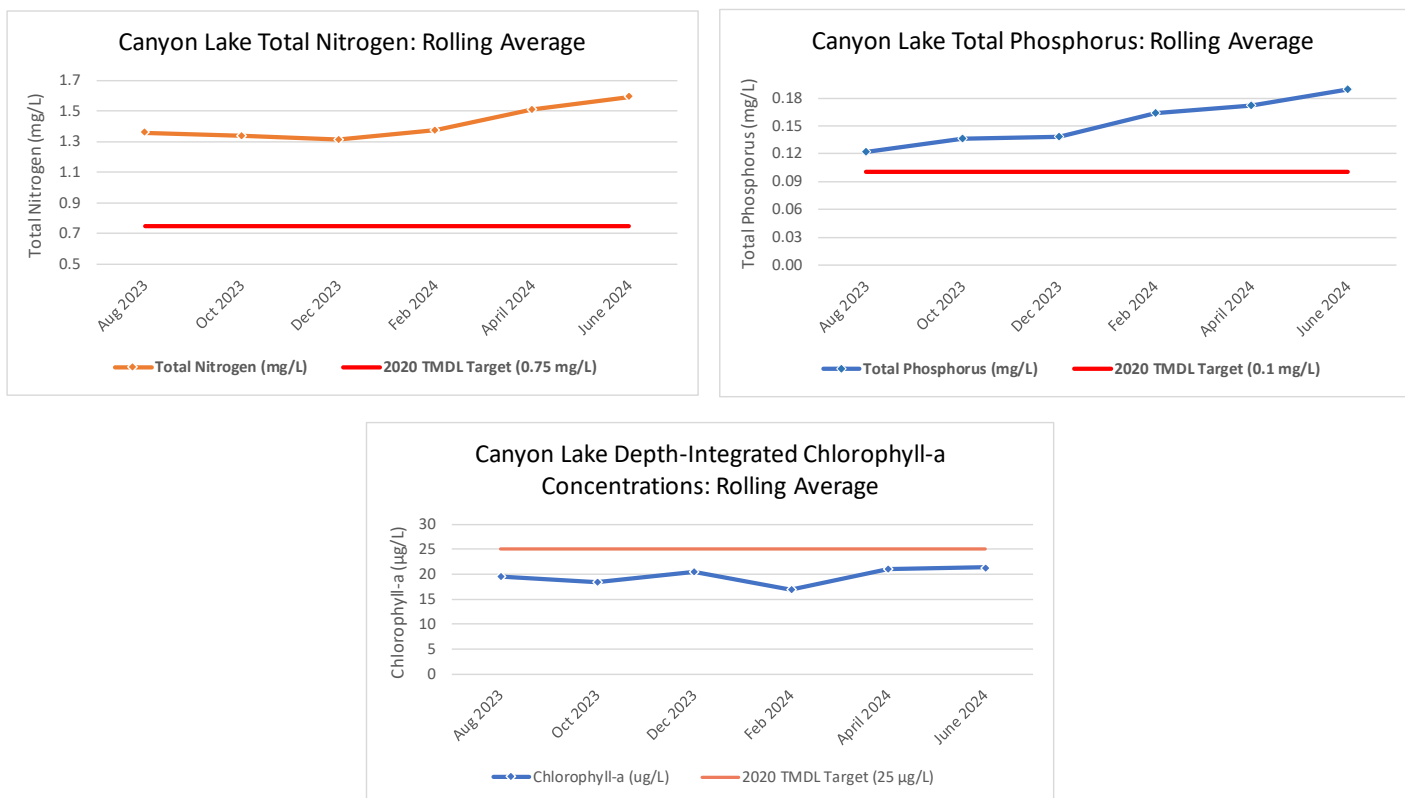 Canyon Lake Total Nitrogen: Rolling Average
Total Nitrogen (mg/L)
1.7
1.5
1.3
1.1
0.9
0.7
0.5
Aug 2023
Oct 2023
Dec 2023
Feb 2024
April 2024
June 2024
Total Nitrogen (mg/L) 2020 TMDL Target (0.75 mg/L)
Canyon Lake Total Phosphorus: Rolling Average
Total Phosphorus (mg/L)
0.18
0.15
0.12
0.09
0.06
0.03
0.00
Aug 2023
Oct 2023
Dec 2023
Feb 2024
April 2024
June 2024
Total Phosphorus (mg/L) 2020 TMDL Target (0.1 mg/L)
Canyon Lake Depth-Integrated Chlorophyll-a
Concentrations: Rolling Average
Chlorophyll-a (µg/L)
30
25
20
15
10
5
0
Aug 2023
Oct 2023
Dec 2023
Feb 2024
April 2024
June 2024
Chlorophyll-a (ug/L) 2020 TMDL Target (25 µg/L)